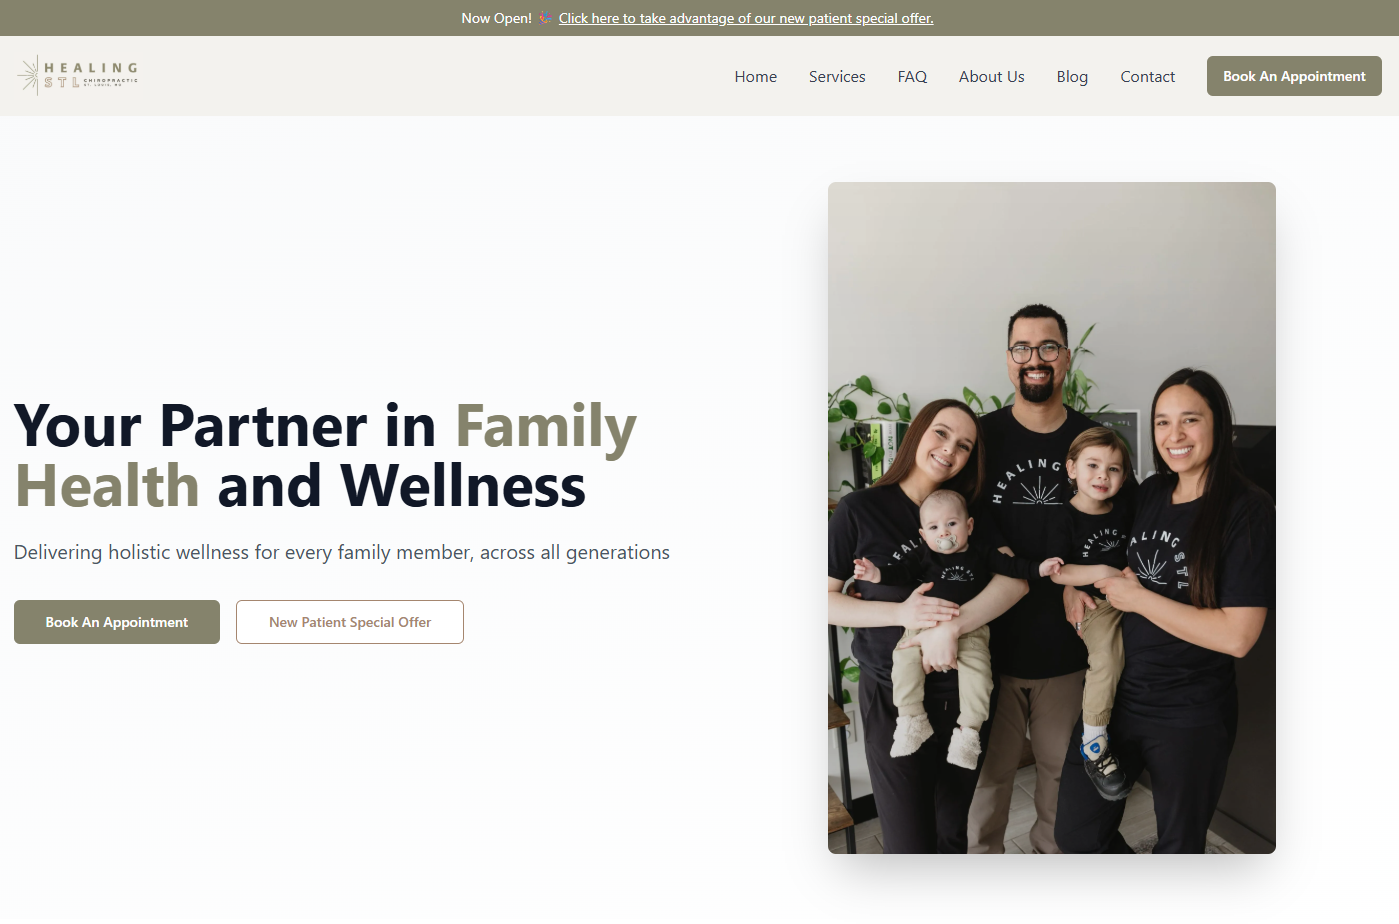 Now Open! 🎉 Click here to take advantage of our new patient special offer.
HEALING
STL CHIROPRACTIC
ST. LOUIS, MO
Home
Services
FAQ
About Us
Blog
Contact
Book An Appointment
Your Partner in Family
Health and Wellness
Delivering holistic wellness for every family member, across all generations
Book An Appointment
New Patient Special Offer
HEALING
HEALING STL
HEALING
ALING STL